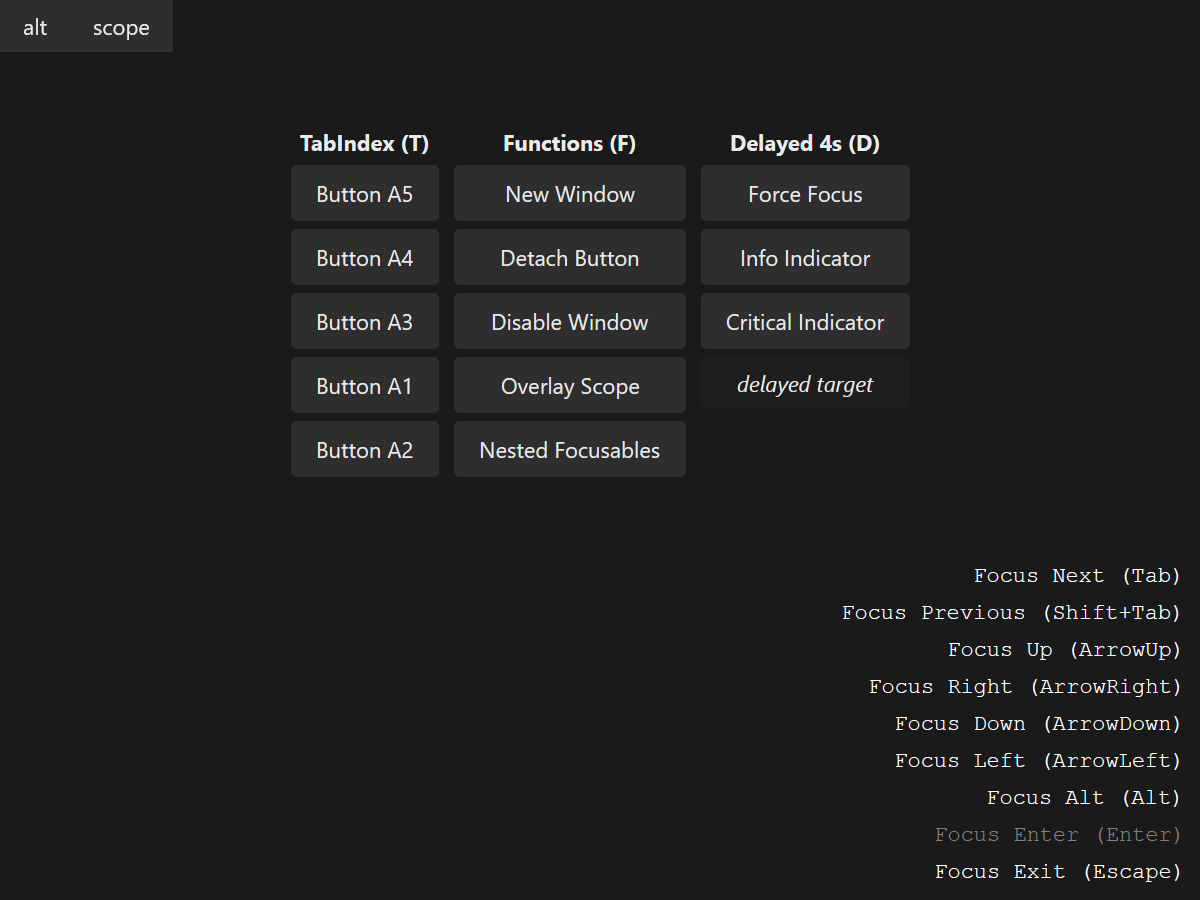 alt scope
TabIndex (T)
Button A5
Button A4
Button A3
Button A1
Button A2
Functions (F)
New Window
Detach Button
Disable Window
Overlay Scope
Nested Focusables
Delayed 4s (D)
Force Focus
Info Indicator
Critical Indicator
delayed target
Focus Next (Tab)
Focus Previous (Shift+Tab)
Focus Up (ArrowUp)
Focus Right (ArrowRight)
Focus Down (ArrowDown)
Focus Left (ArrowLeft)
Focus Alt (Alt)
Focus Enter (Enter)
Focus Exit (Escape)